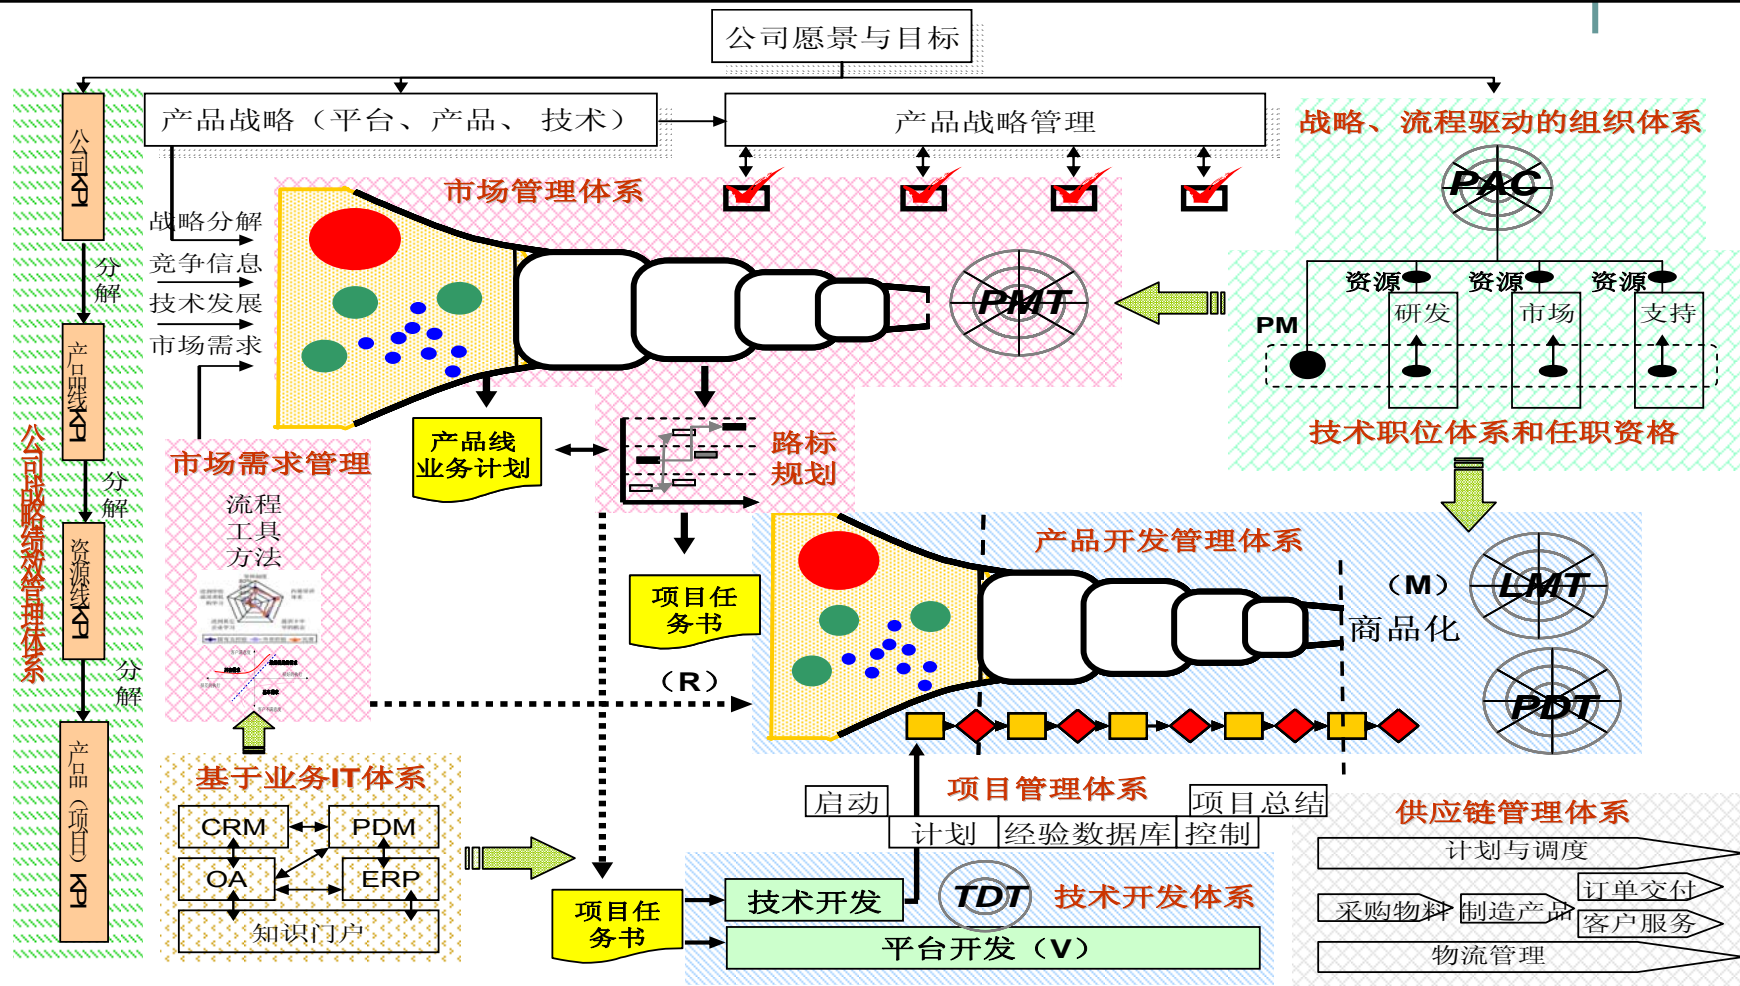 公司愿景与目标
产品战略（平台、产品、 技术）
产品战略管理
公司KPI
分解
产品线KPI
分解
资源线KPI
分解
产品（项目）KPI
公司战略绩效管理体系
战略分解
竞争信息
技术发展
市场需求
市场管理体系
PMT
战略、流程驱动的组织体系
PAC
资源
资源
资源
研发
市场
支持
PM
技术职位体系和任职资格
产品线
业务计划
路标
规划
市场需求管理
流程
工具
方法
项目任
务书
（R）
产品开发管理体系
（M）
商品化
LMT
PDT
基于业务IT体系
CRM
PDM
OA
ERP
知识门户
项目管理体系
启动
计划
经验数据库
控制
项目总结
项目任
务书
技术开发
TDT
技术开发体系
平台开发（V）
供应链管理体系
计划与调度
采购物料
制造产品
订单交付
客户服务
物流管理